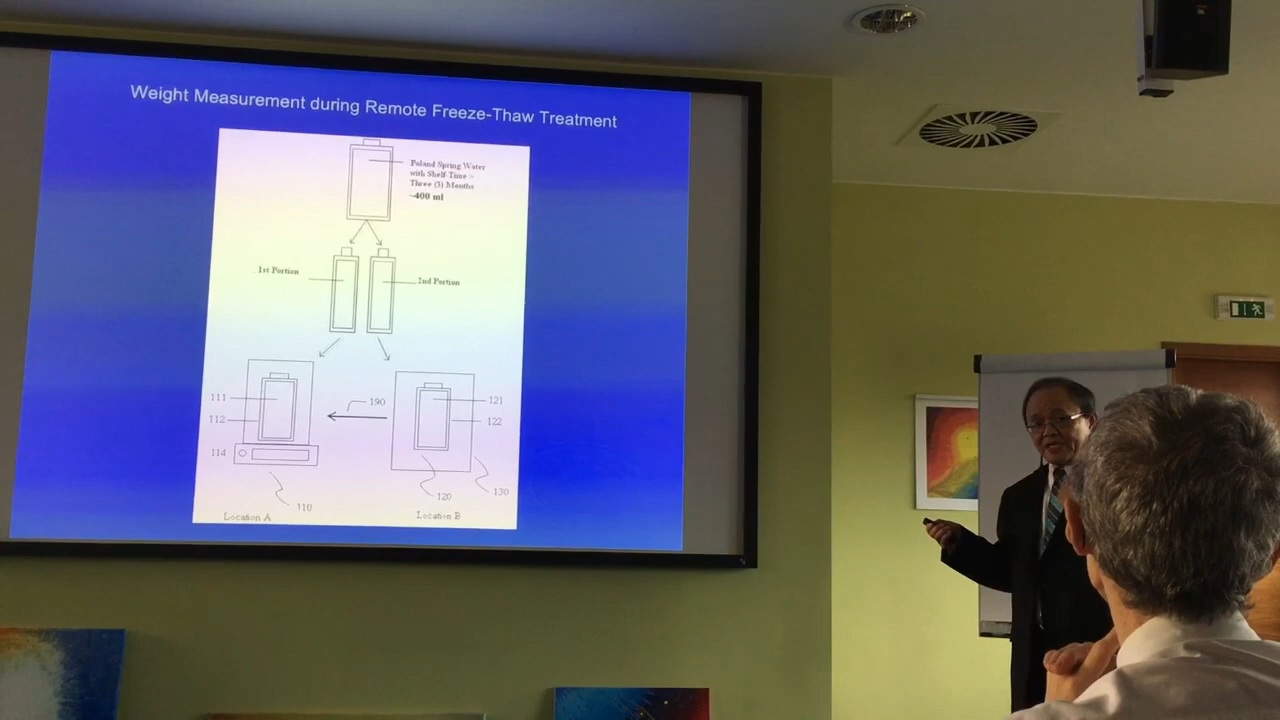 Weight Measurement during Remote Freeze-Thaw Treatment
Poland Spring Water
with Shelf-Time >
Three (3) Months
~400 ml
1st Portion
2nd Portion
111
112
114
110
190
121
122
120
130
Location A
Location B